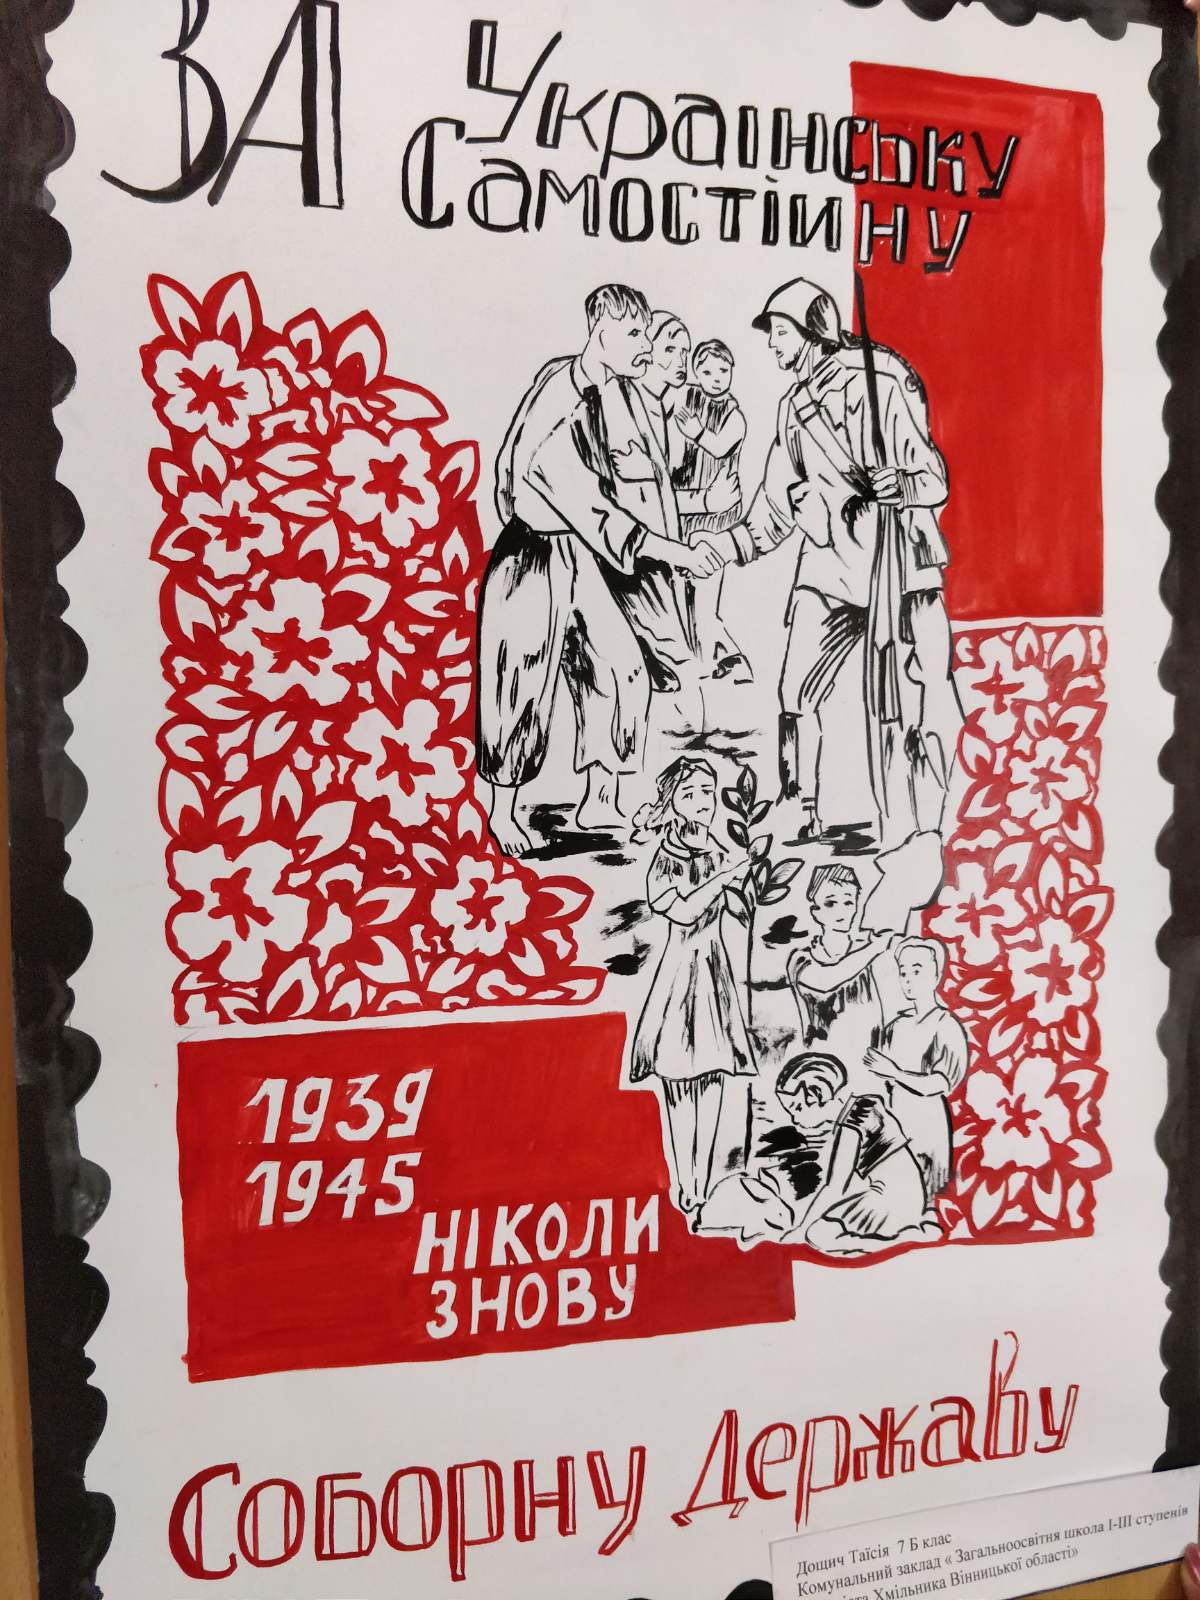 ЗА Українську
Самостійну
1939
1945
НІКОЛИ
ЗНОВУ
Соборну Державу
Дощич Таїсія 7 Б клас
Комунальний заклад « Загальноосвітня школа І-ІІІ ступенів
Хмільника Вінницької області»